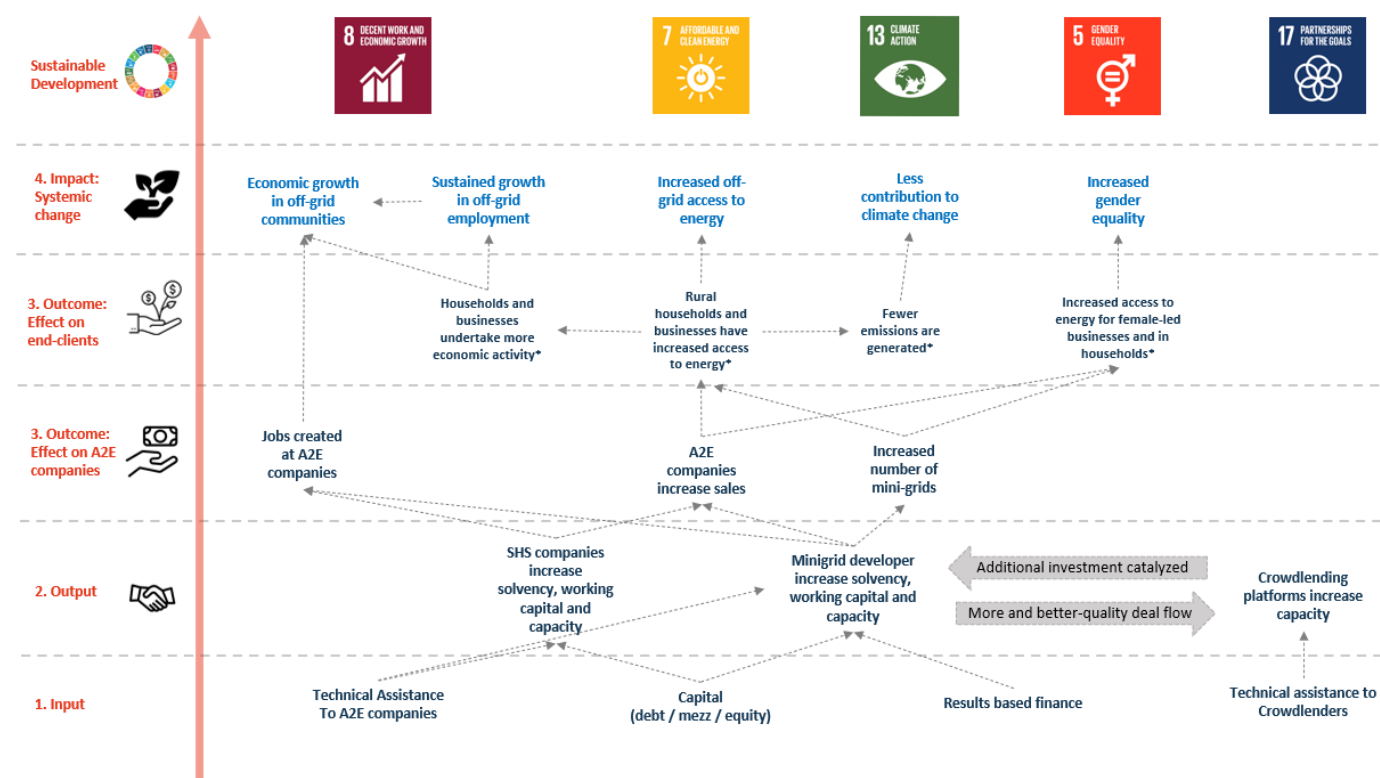 8 DECENT WORK AND
ECONOMIC GROWTH
7 AFFORDABLE AND
CLEAN ENERGY
13 CLIMATE
ACTION
5 GENDER
EQUALITY
17 PARTNERSHIPS
FOR THE GOALS
Sustainable
Development
4. Impact:
Systemic
change
Economic growth
in off-grid
communities
Sustained growth
in off-grid
employment
Increased off-
grid access to
energy
Less
contribution to
climate change
Increased
gender
equality
3. Outcome:
Effect on
end-clients
Households and
businesses
undertake more
economic activity*
Rural
households and
businesses have
increased access
to energy*
Fewer
emissions are
generated*
Increased access to
energy for female-led
businesses and in
households*
3. Outcome:
Effect on A2E
companies
Jobs created
at A2E
companies
A2E
companies
increase sales
Increased
number of
mini-grids
2. Output
SHS companies
increase
solvency, working
capital and
capacity
Minigrid developer
increase solvency,
working capital and
capacity
Additional investment catalyzed
More and better-quality deal flow
Crowdlending
platforms increase
capacity
1. Input
Technical Assistance
To A2E companies
Capital
(debt / mezz / equity)
Results based finance
Technical assistance to
Crowdlenders